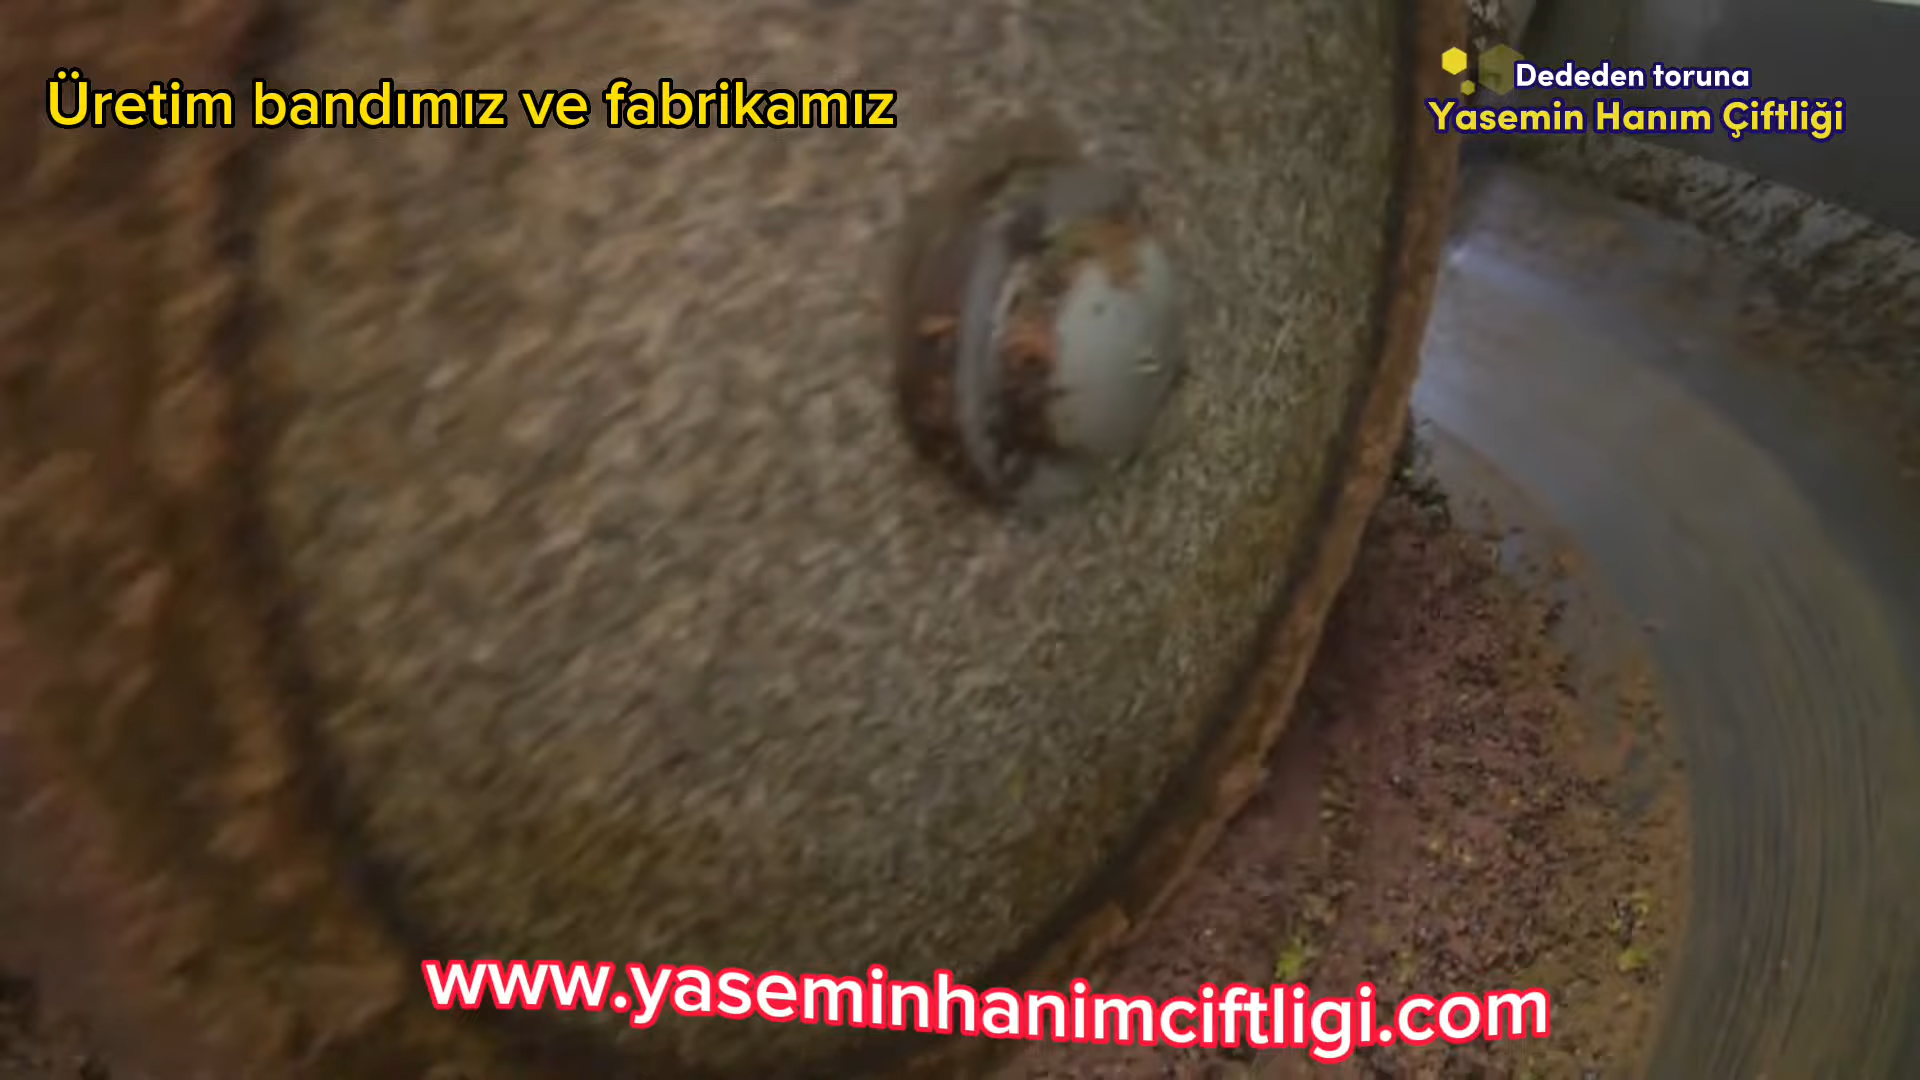 Üretim bandımız ve fabrikamız
Dededen toruna
Yasemin Hanım Çiftliği
www.yaseminhanimciftligi.com